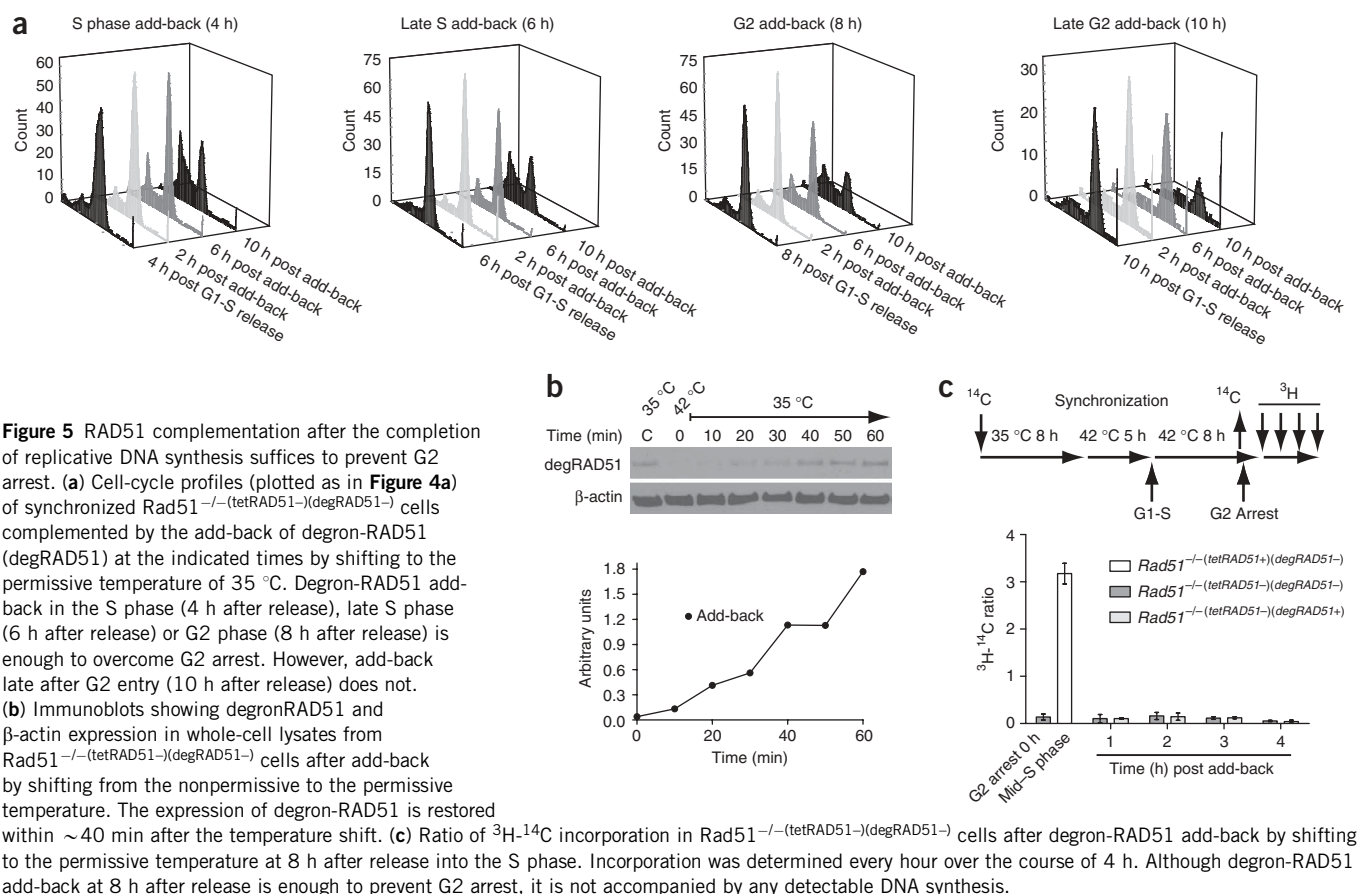 a
S phase add-back (4 h)
Late S add-back (6 h)
G2 add-back (8 h)
Late G2 add-back (10 h)
60
50
40
30
20
10
0
Count
4 h post G1-S release
2 h post add-back
6 h post add-back
10 h post add-back
75
60
45
30
15
0
Count
6 h post G1-S release
2 h post add-back
6 h post add-back
10 h post add-back
75
60
45
30
15
0
Count
8 h post G1-S release
2 h post add-back
6 h post add-back
10 h post add-back
30
20
10
0
Count
10 h post G1-S release
2 h post add-back
6 h post add-back
10 h post add-back
Figure 5 RAD51 complementation after the completion
of replicative DNA synthesis suffices to prevent G2
arrest. (a) Cell-cycle profiles (plotted as in Figure 4a)
of synchronized Rad51−/−(tetRAD51−)(degRAD51−) cells
complemented by the add-back of degron-RAD51
(degRAD51) at the indicated times by shifting to the
permissive temperature of 35 °C. Degron-RAD51 add-
back in the S phase (4 h after release), late S phase
(6 h after release) or G2 phase (8 h after release) is
enough to overcome G2 arrest. However, add-back
late after G2 entry (10 h after release) does not.
(b) Immunoblots showing degronRAD51 and
β-actin expression in whole-cell lysates from
Rad51−/−(tetRAD51−)(degRAD51−) cells after add-back
by shifting from the nonpermissive to the permissive
temperature. The expression of degron-RAD51 is restored
within ~40 min after the temperature shift. (c) Ratio of 3H-14C incorporation in Rad51−/−(tetRAD51−)(degRAD51−) cells after degron-RAD51 add-back by shifting
to the permissive temperature at 8 h after release into the S phase. Incorporation was determined every hour over the course of 4 h. Although degron-RAD51
add-back at 8 h after release is enough to prevent G2 arrest, it is not accompanied by any detectable DNA synthesis.
b
35 °C 42 °C 35 °C
Time (min) C 0 10 20 30 40 50 60
degRAD51
β-actin
1.8
1.5
1.2
0.9
0.6
0.3
0.0
Arbitrary units
Add-back
0 20 40 60
Time (min)
c
14C Synchronization 14C 3H
35 °C 8 h 42 °C 5 h 42 °C 8 h
G1-S G2 Arrest
4
3
2
1
0
3H-14C ratio
Rad51−/−(tetRAD51+)(degRAD51−)
Rad51−/−(tetRAD51−)(degRAD51−)
Rad51−/−(tetRAD51−)(degRAD51+)
G2 arrest 0 h
Mid–S phase
1 2 3 4
Time (h) post add-back